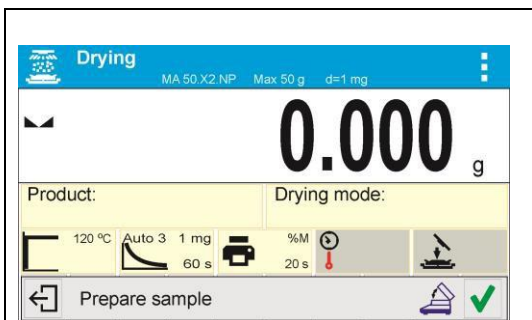 Drying
MA 50.X2.NP Max 50 g d=1 mg
0.000 g
Product: Drying mode:
120 ºC Auto 3 1 mg %M
60 s 20 s
Prepare sample